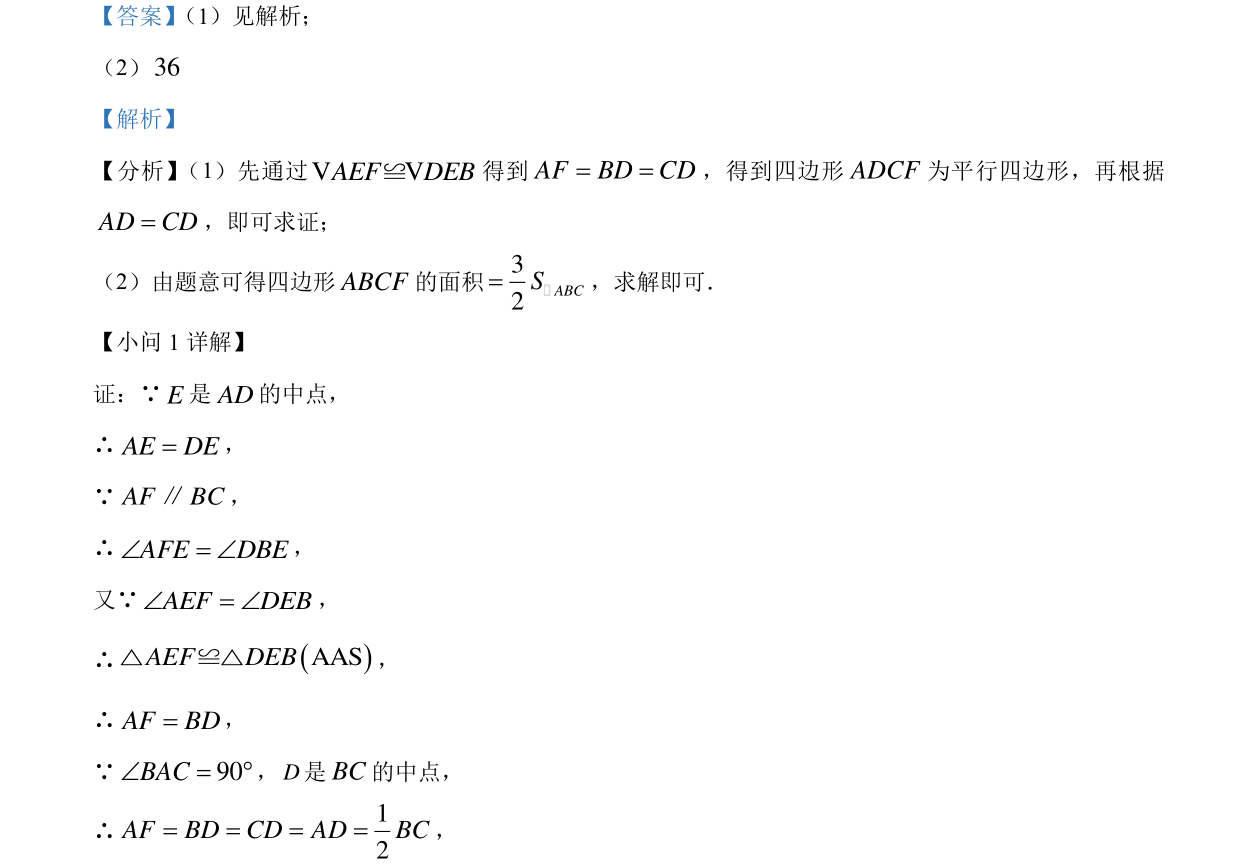 【答案】（1）见解析；
（2）36
【解析】
【分析】（1）先通过VAEF≌VDEB得到AF = BD = CD，得到四边形ADCF为平行四边形，再根据
AD = CD，即可求证；
（2）由题意可得四边形ABCF的面积= 3/2 S□ABC，求解即可．
【小问 1 详解】
证：∵E是AD的中点，
∴AE = DE，
∵AF∥BC，
∴∠AFE = ∠DBE，
又∵∠AEF = ∠DEB，
∴△AEF≌△DEB(AAS)，
∴AF = BD，
∵∠BAC = 90°，D是BC的中点，
∴AF = BD = CD = AD = 1/2 BC，